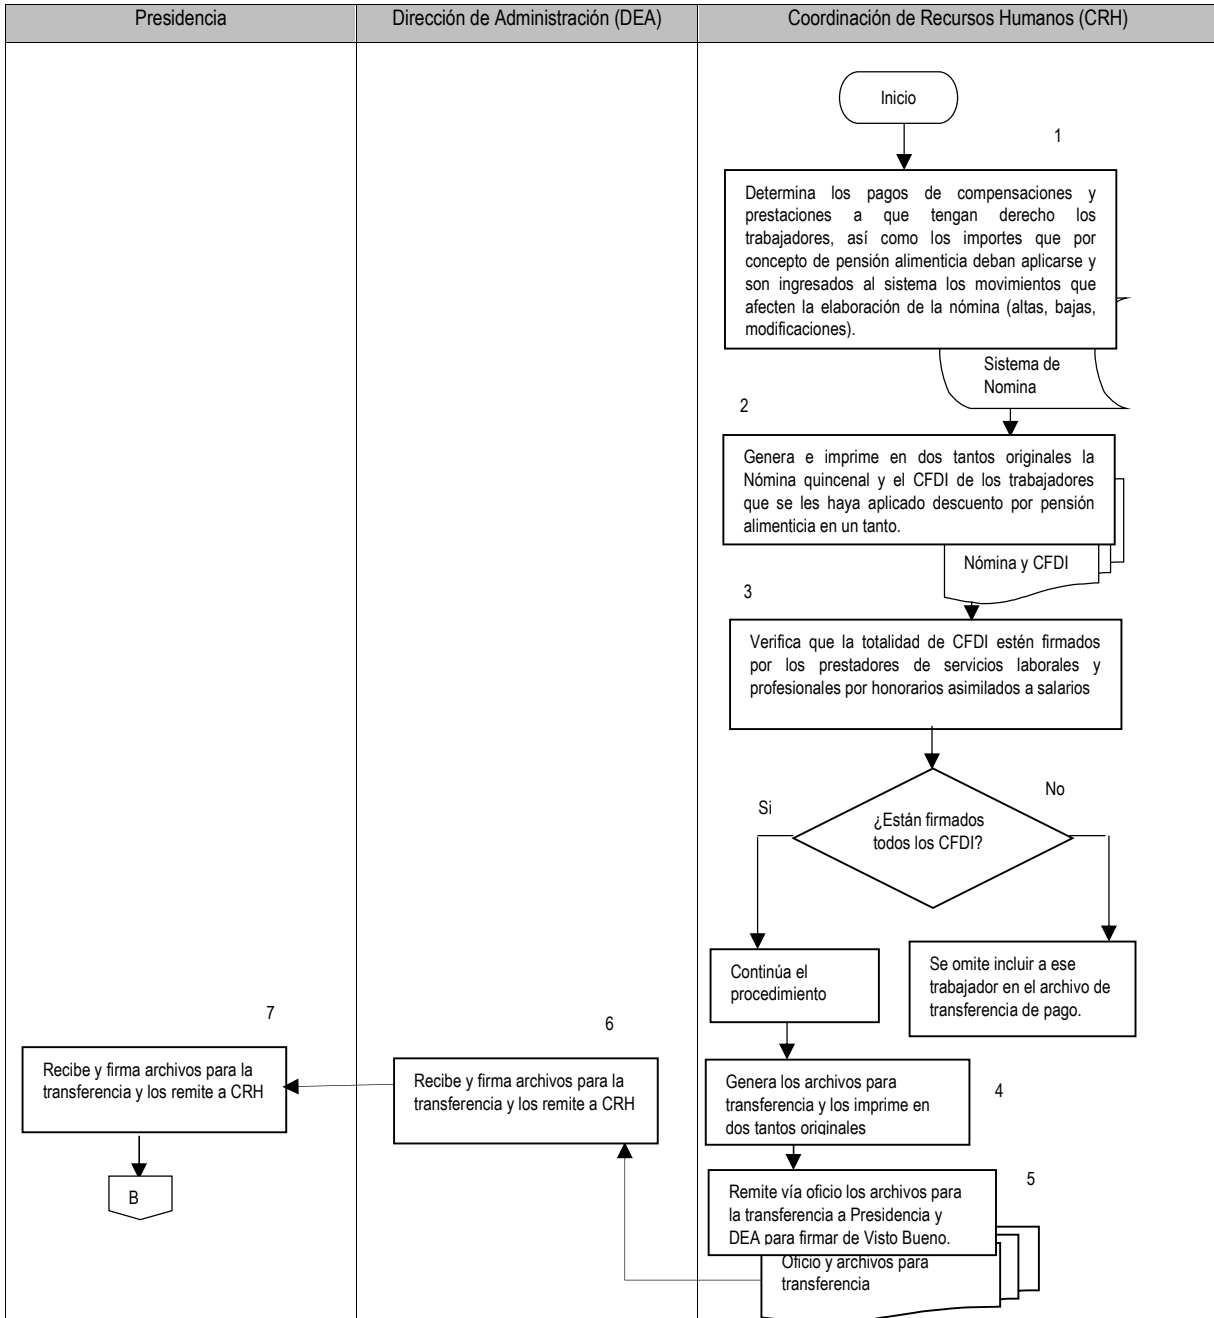 Presidencia
Dirección de Administración (DEA)
Coordinación de Recursos Humanos (CRH)
Inicio
1
Determina los pagos de compensaciones y
prestaciones a que tengan derecho los
trabajadores, así como los importes que por
concepto de pensión alimenticia deban aplicarse y
son ingresados al sistema los movimientos que
afecten la elaboración de la nómina (altas, bajas,
modificaciones).
Sistema de
Nomina
2
Genera e imprime en dos tantos originales la
Nómina quincenal y el CFDI de los trabajadores
que se les haya aplicado descuento por pensión
alimenticia en un tanto.
Nómina y CFDI
3
Verifica que la totalidad de CFDI estén firmados
por los prestadores de servicios laborales y
profesionales por honorarios asimilados a salarios
¿Están firmados
todos los CFDI?
Si
No
Continúa el
procedimiento
Se omite incluir a ese
trabajador en el archivo de
transferencia de pago.
4
Genera los archivos para
transferencia y los imprime en
dos tantos originales
5
Remite vía oficio los archivos para
la transferencia a Presidencia y
DEA para firmar de Visto Bueno.
Oficio y archivos para
transferencia
6
Recibe y firma archivos para la
transferencia y los remite a CRH
7
Recibe y firma archivos para la
transferencia y los remite a CRH
B